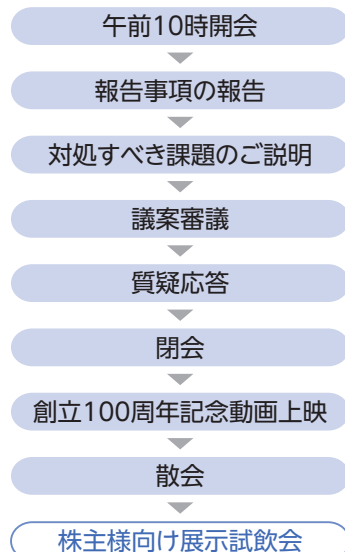 午前10時開会
報告事項の報告
対処すべき課題のご説明
議案審議
質疑応答
閉会
創立100周年記念動画上映
散会
株主様向け展示試飲会